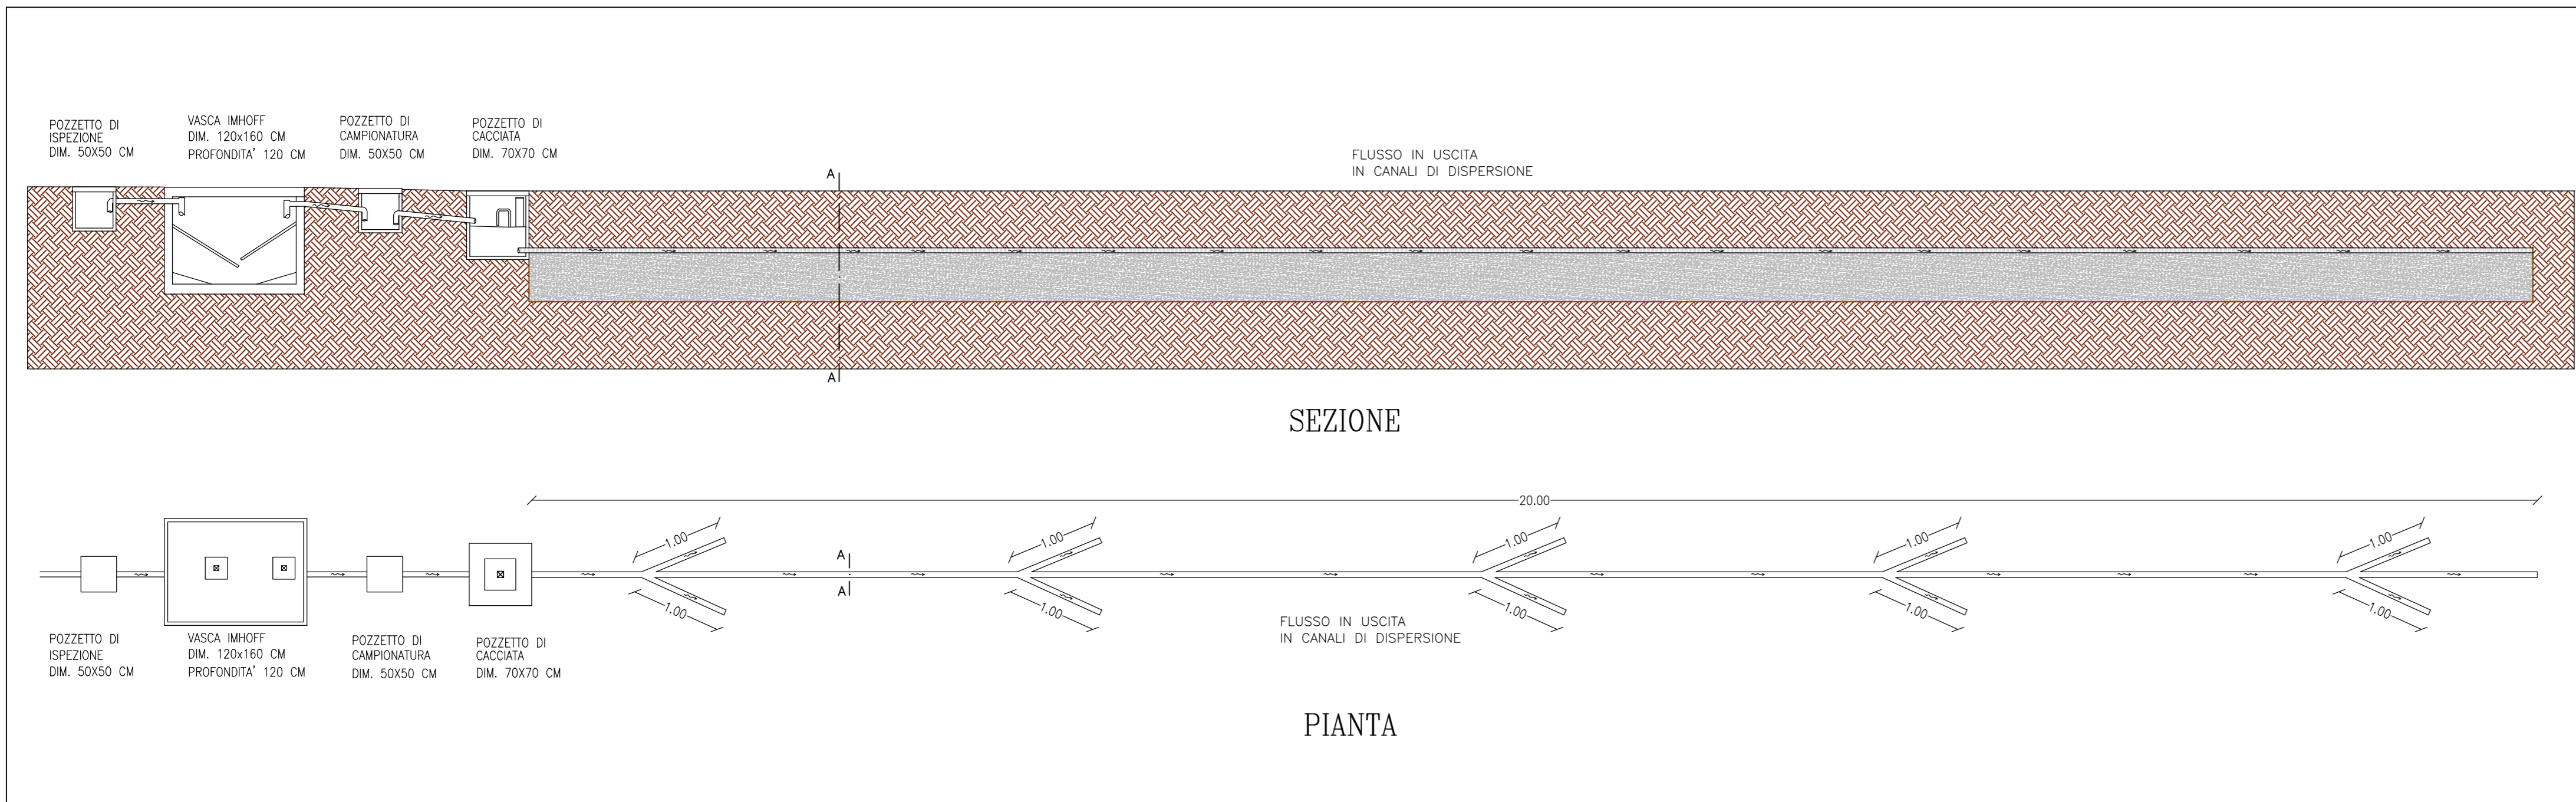 POZZETTO DI
ISPEZIONE
DIM. 50X50 CM
VASCA IMHOFF
DIM. 120x160 CM
PROFONDITA' 120 CM
POZZETTO DI
CAMPIONATURA
DIM. 50X50 CM
POZZETTO DI
CACCIATA
DIM. 70X70 CM
FLUSSO IN USCITA
IN CANALI DI DISPERSIONE
A
A
SEZIONE
20.00
1.00
1.00
1.00
1.00
1.00
A
A
1.00
1.00
1.00
1.00
1.00
FLUSSO IN USCITA
IN CANALI DI DISPERSIONE
POZZETTO DI
ISPEZIONE
DIM. 50X50 CM
VASCA IMHOFF
DIM. 120x160 CM
PROFONDITA' 120 CM
POZZETTO DI
CAMPIONATURA
DIM. 50X50 CM
POZZETTO DI
CACCIATA
DIM. 70X70 CM
PIANTA